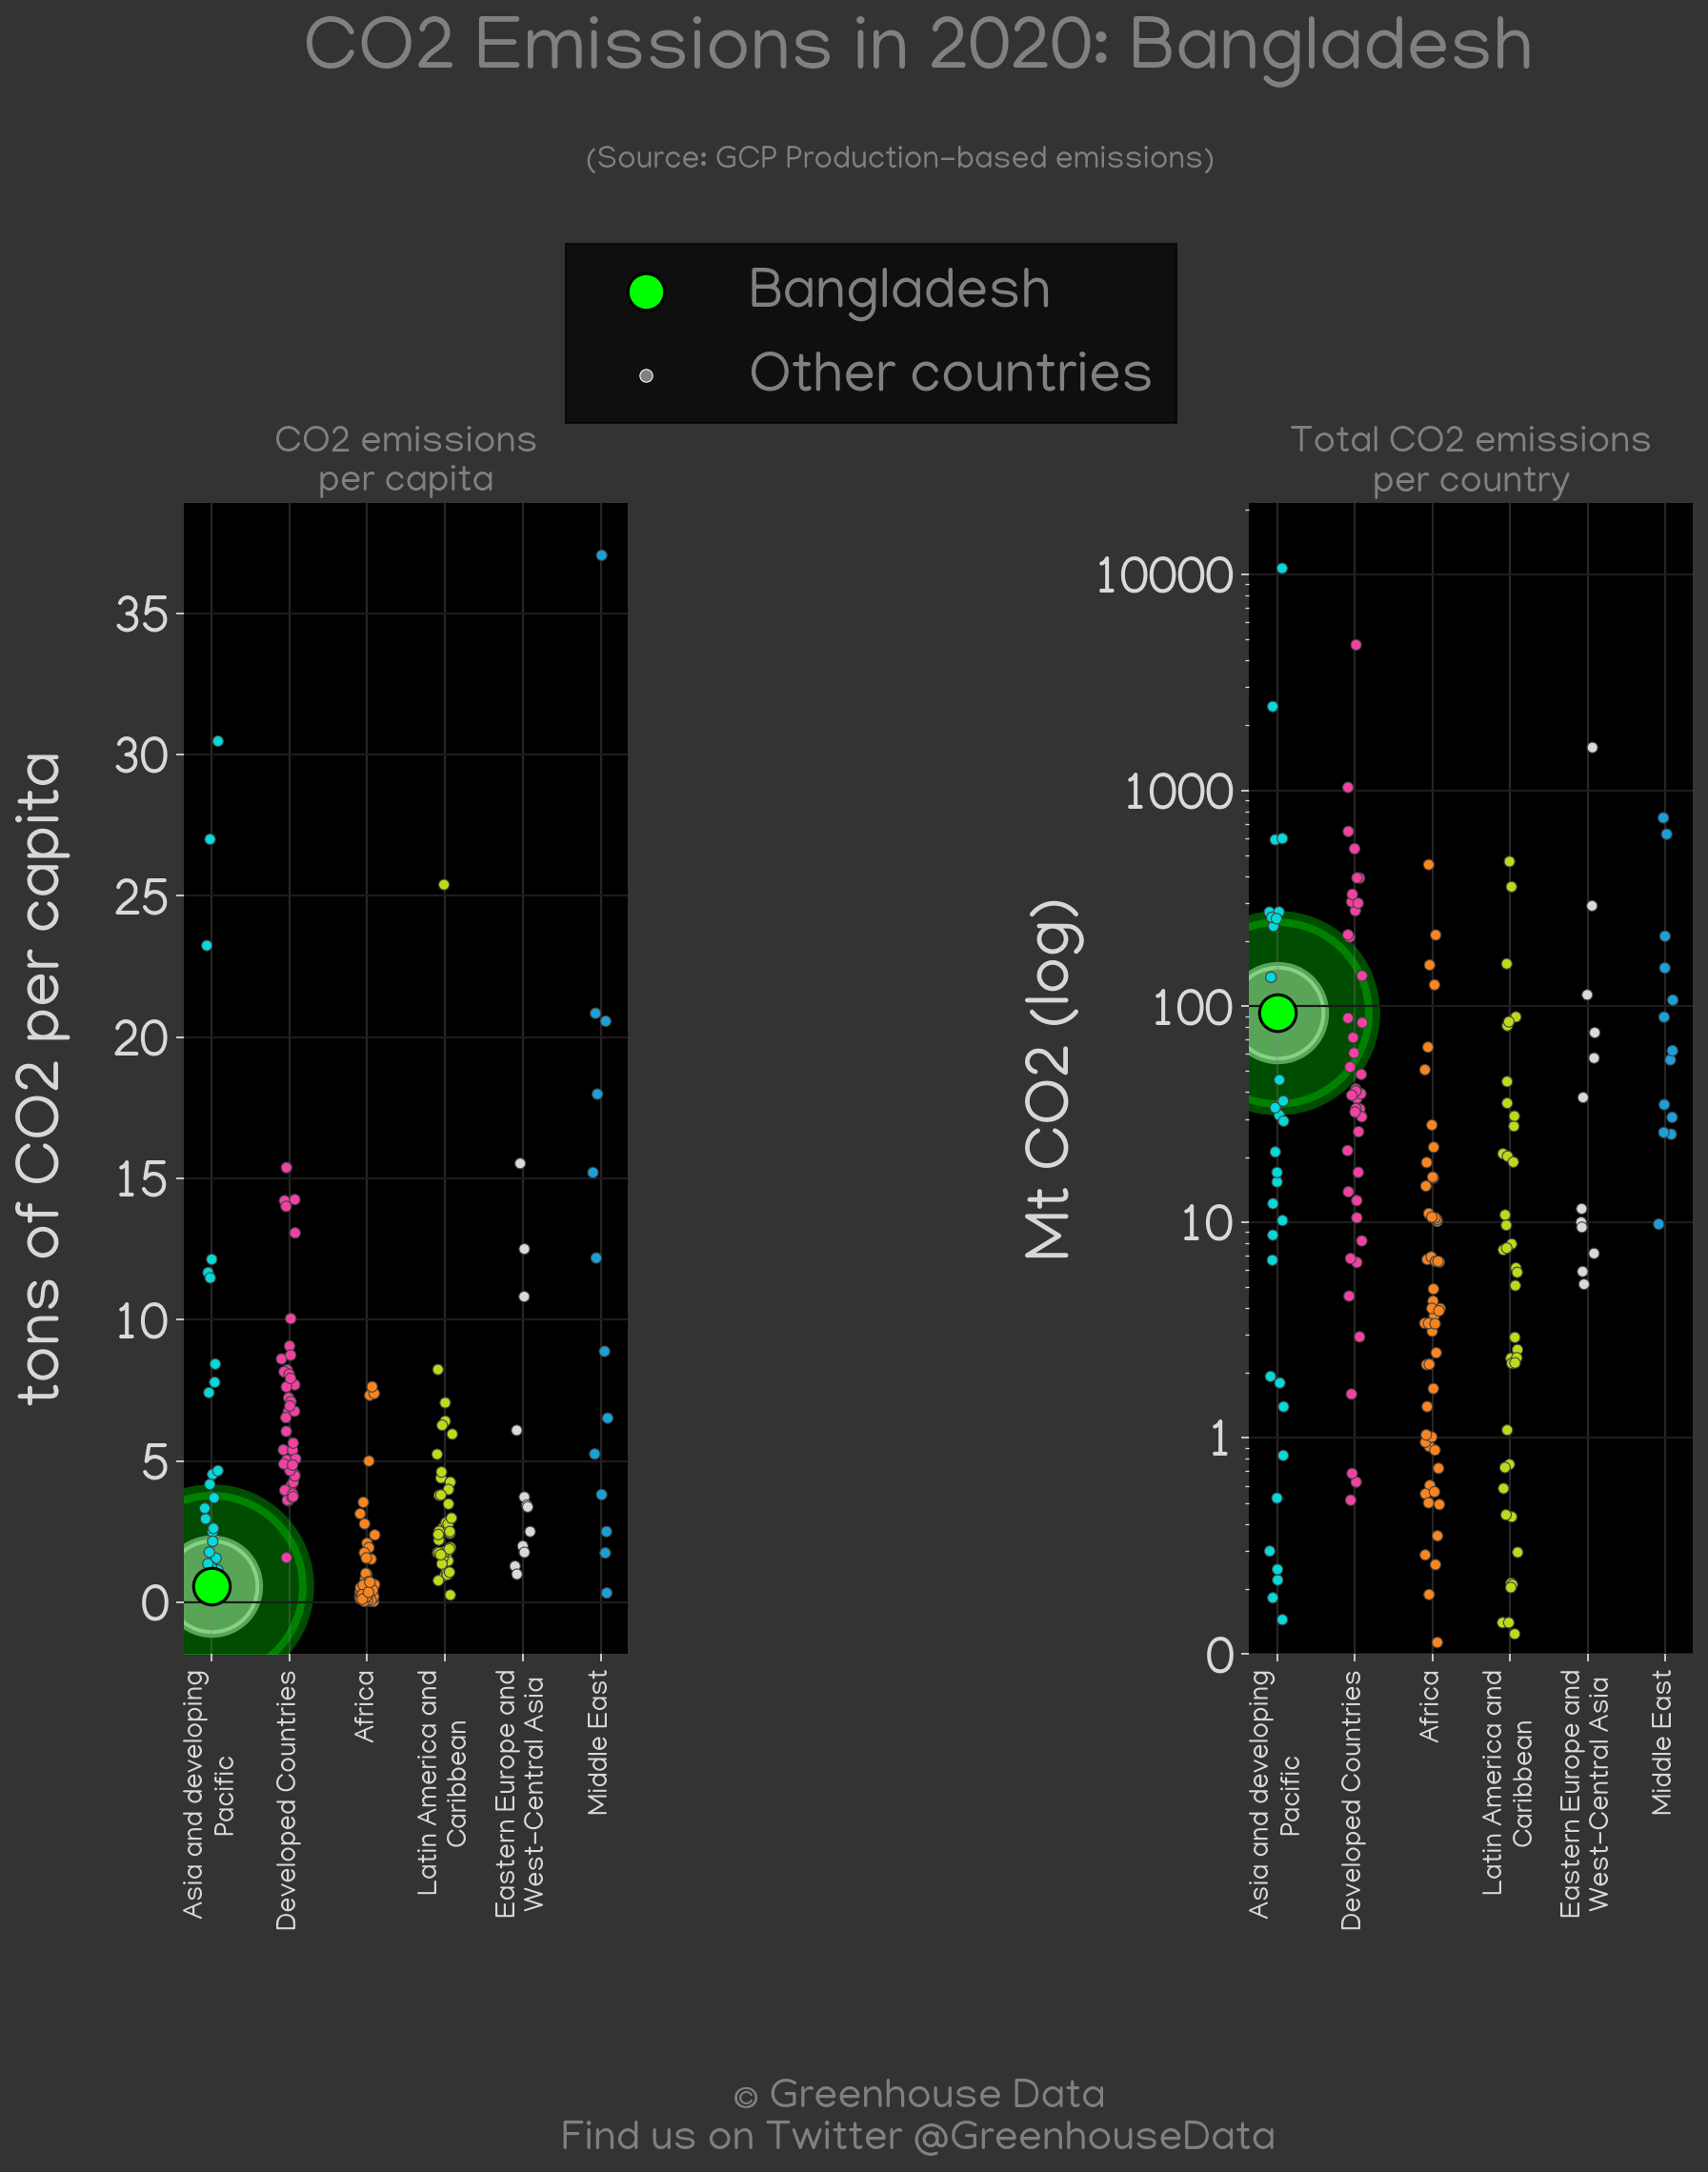 CO2 Emissions in 2020: Bangladesh
(Source: GCP Production-based emissions)
Bangladesh
Other countries
CO2 emissions
per capita
tons of CO2 per capita
35
30
25
20
15
10
5
0
Asia and developing
Pacific
Developed Countries
Africa
Latin America and
Caribbean
Eastern Europe and
West-Central Asia
Middle East
Total CO2 emissions
per country
Mt CO2 (log)
10000
1000
100
10
1
0
Asia and developing
Pacific
Developed Countries
Africa
Latin America and
Caribbean
Eastern Europe and
West-Central Asia
Middle East
© Greenhouse Data
Find us on Twitter @GreenhouseData